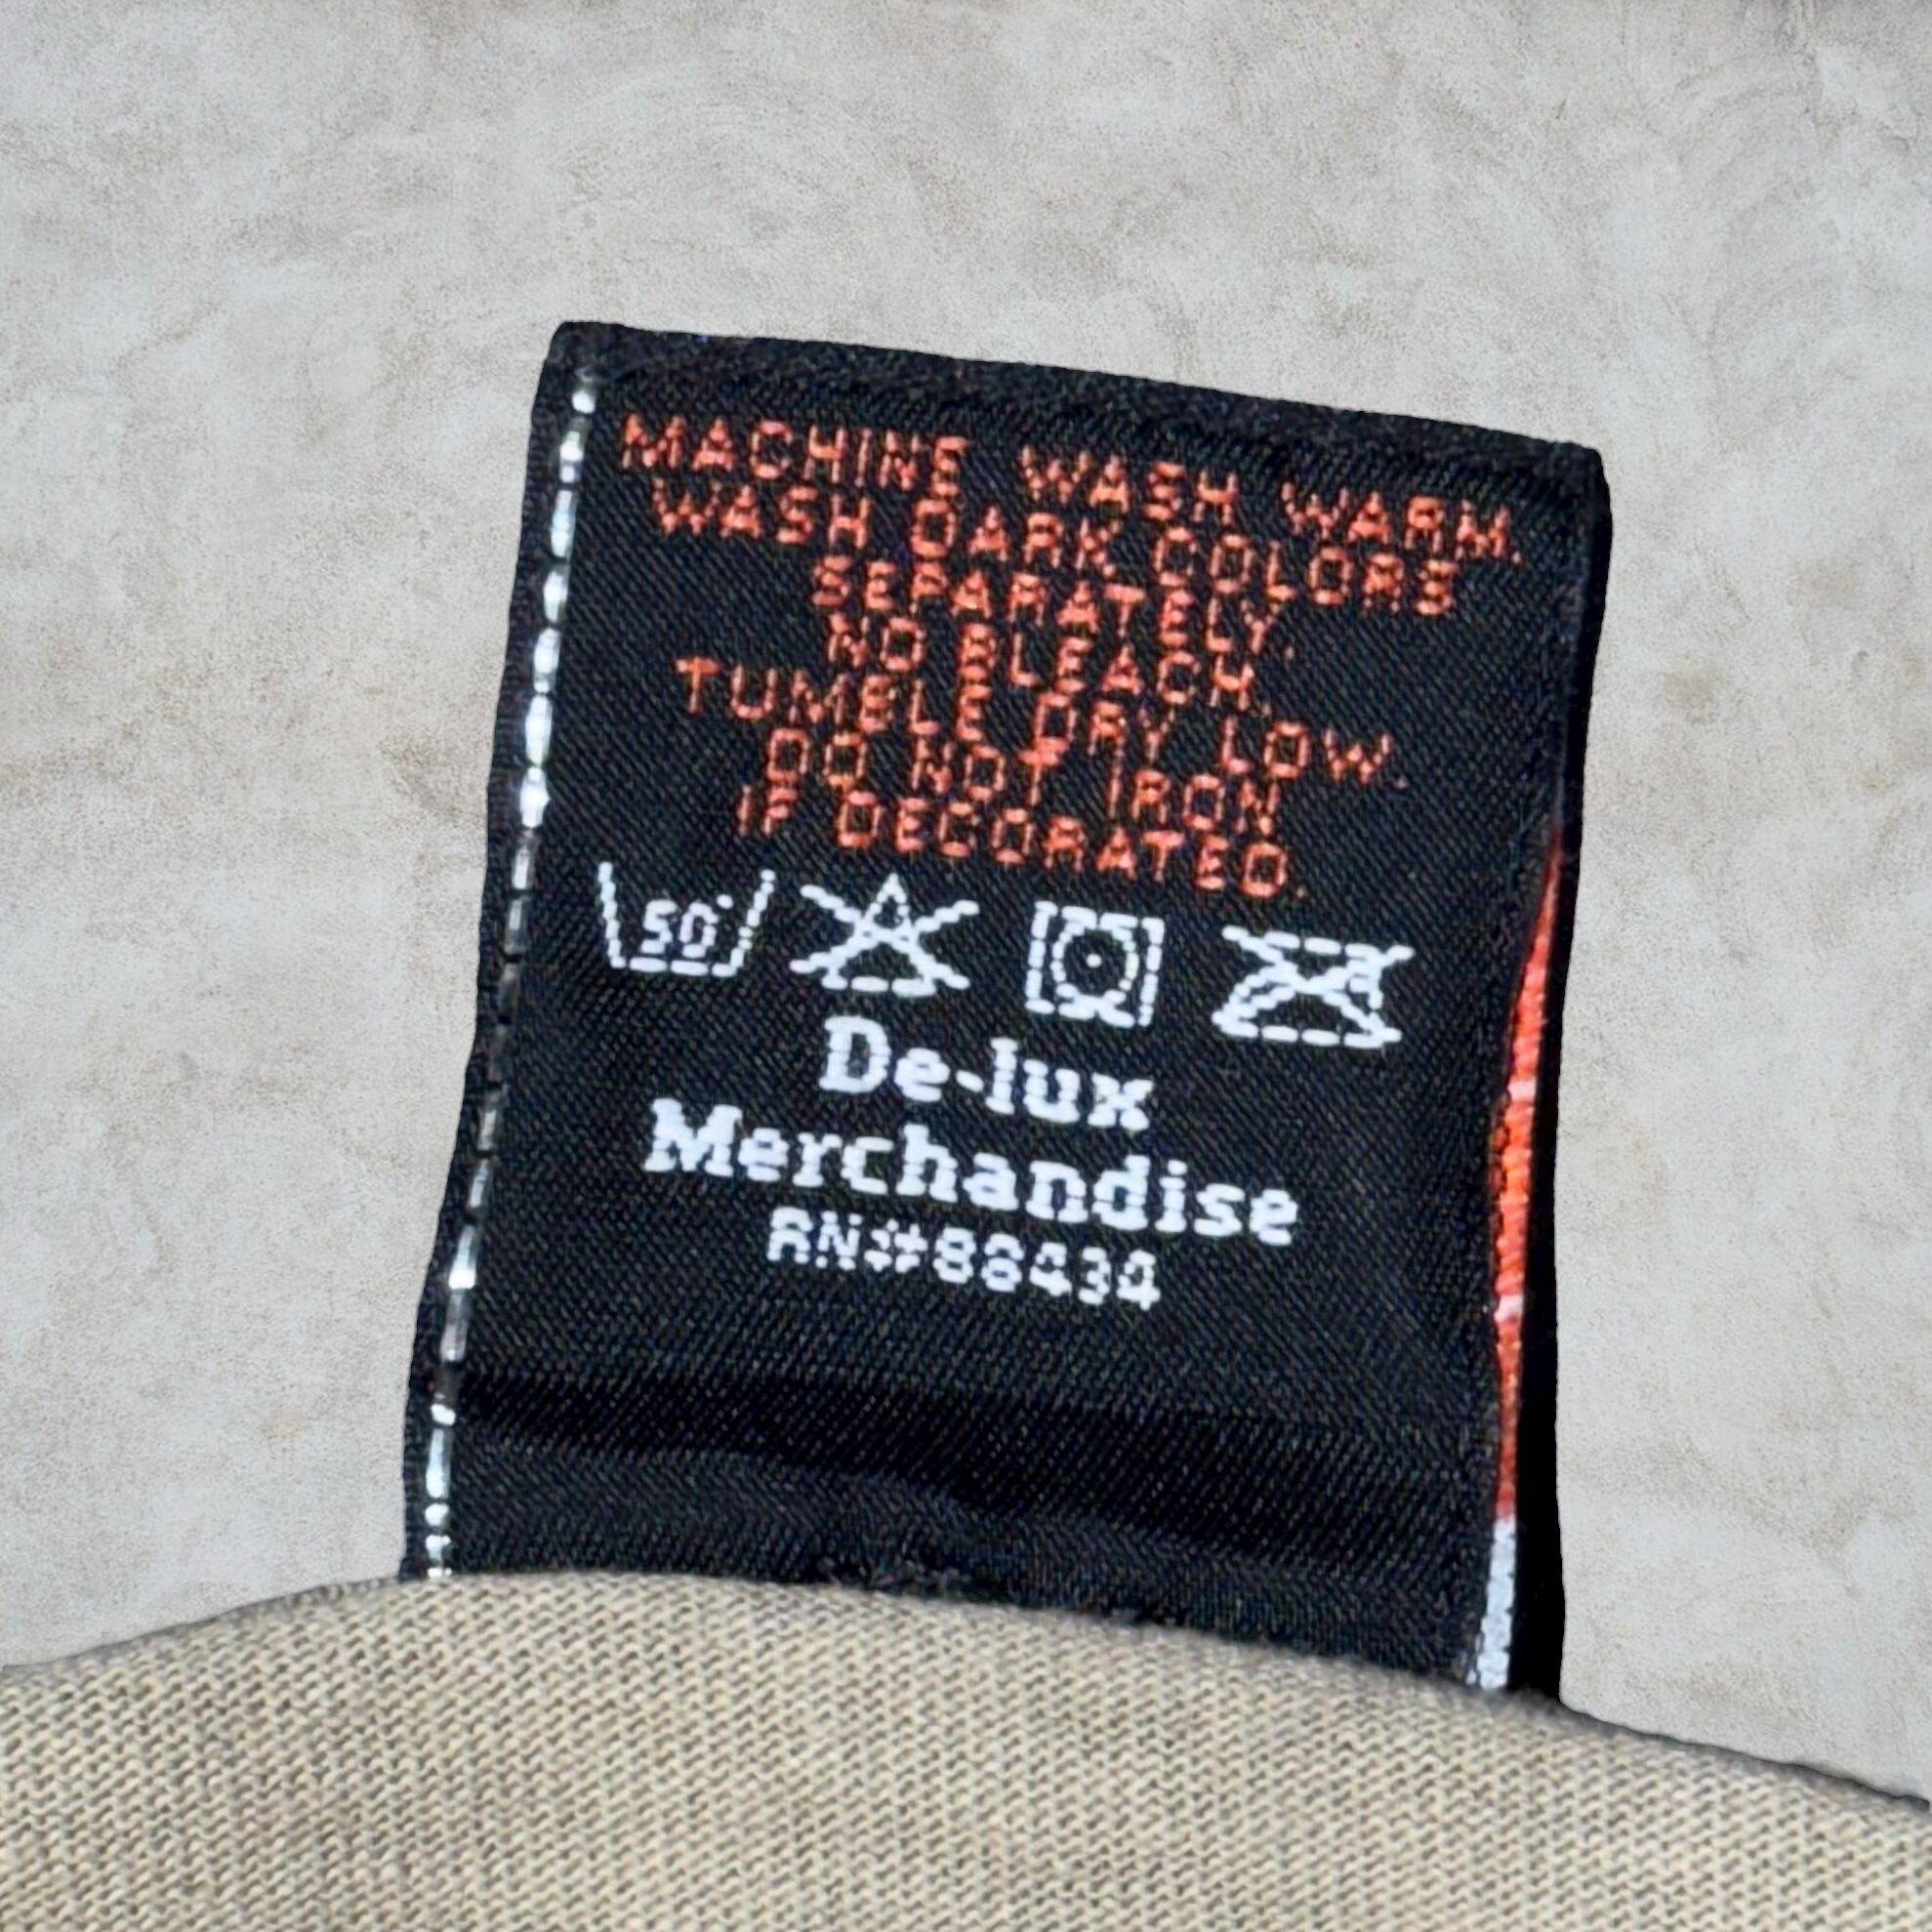 MACHINE WASH WARM.
WASH DARK COLORS
SEPARATELY.
NO BLEACH.
TUMBLE DRY LOW.
DO NOT IRON
IF DECORATED.
50°
De-lux
Merchandise
RN#88434